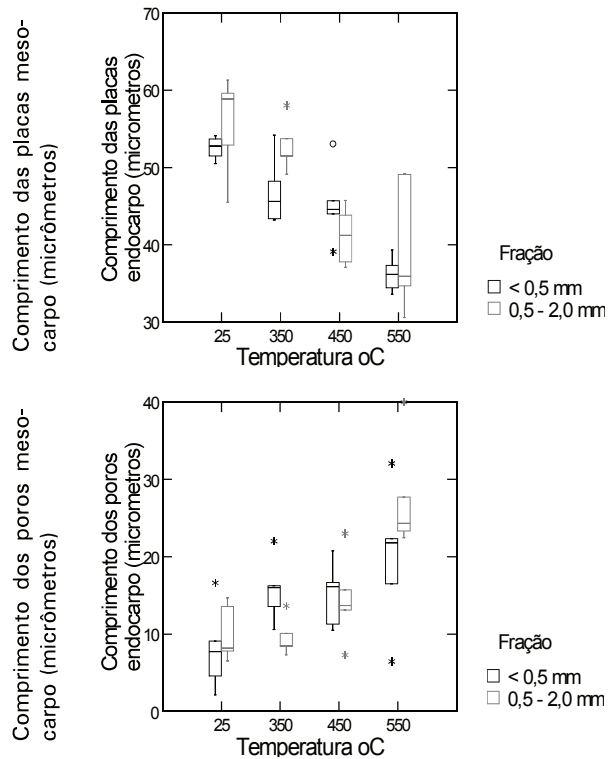 Comprimento das placas meso-
carpo (micrômetros)
Comprimento das placas
endocarpo (micrometros)
70
60
50
40
30
25 350 450 550
Temperatura oC
Fração
< 0,5 mm
0,5 - 2,0 mm
Comprimento dos poros meso-
carpo (micrômetros)
Comprimento dos poros
endocarpo (micrometros)
40
30
20
10
0
25 350 450 550
Temperatura oC
Fração
< 0,5 mm
0,5 - 2,0 mm